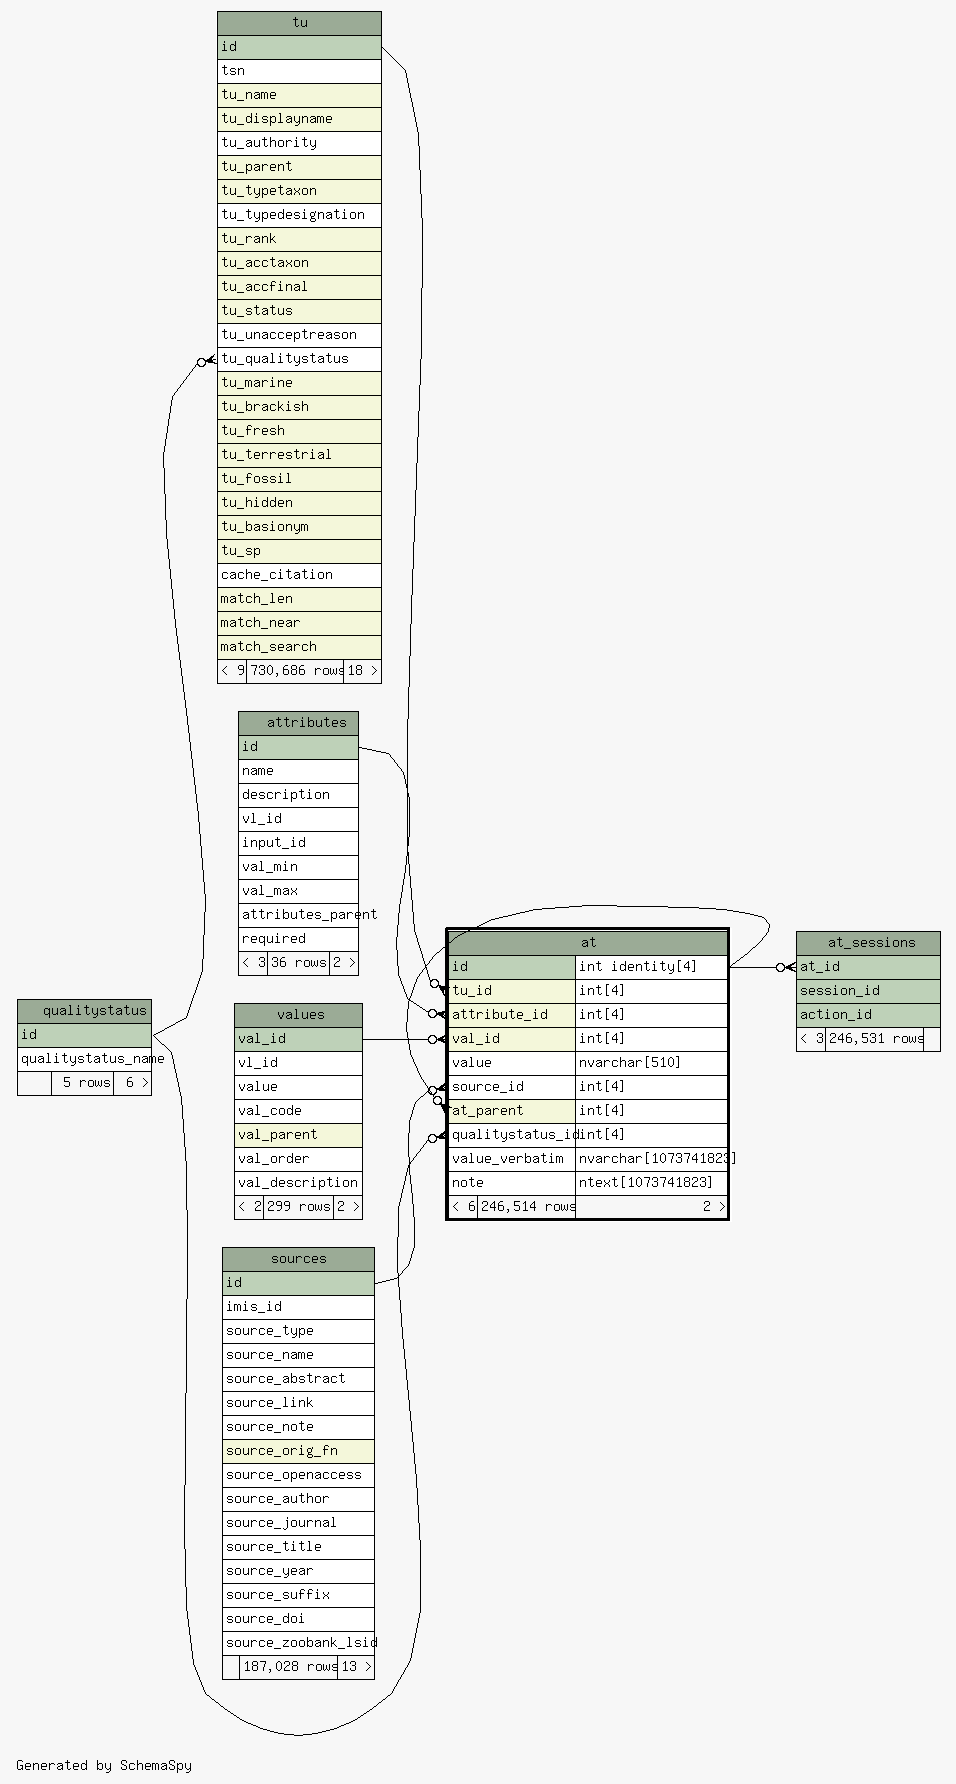 tu
id
tsn
tu_name
tu_displayname
tu_authority
tu_parent
tu_typetaxon
tu_typedesignation
tu_rank
tu_acctaxon
tu_accfinal
tu_status
tu_unacceptreason
tu_qualitystatus
tu_marine
tu_brackish
tu_fresh
tu_terrestrial
tu_fossil
tu_hidden
tu_basionym
tu_sp
cache_citation
match_len
match_near
match_search
< 9 730,686 rows 18 >
attributes
id
name
description
vl_id
input_id
val_min
val_max
attributes_parent
required
< 3 36 rows 2 >
qualitystatus
id
qualitystatus_name
5 rows 6 >
values
val_id
vl_id
value
val_code
val_parent
val_order
val_description
< 2 299 rows 2 >
at
id int identity[4]
tu_id int[4]
attribute_id int[4]
val_id int[4]
value nvarchar[510]
source_id int[4]
at_parent int[4]
qualitystatus_id int[4]
value_verbatim nvarchar[1073741823]
note ntext[1073741823]
< 6 246,514 rows 2 >
at_sessions
at_id
session_id
action_id
< 3 246,531 rows
sources
id
imis_id
source_type
source_name
source_abstract
source_link
source_note
source_orig_fn
source_openaccess
source_author
source_journal
source_title
source_year
source_suffix
source_doi
source_zoobank_lsid
187,028 rows 13 >
Generated by SchemaSpy